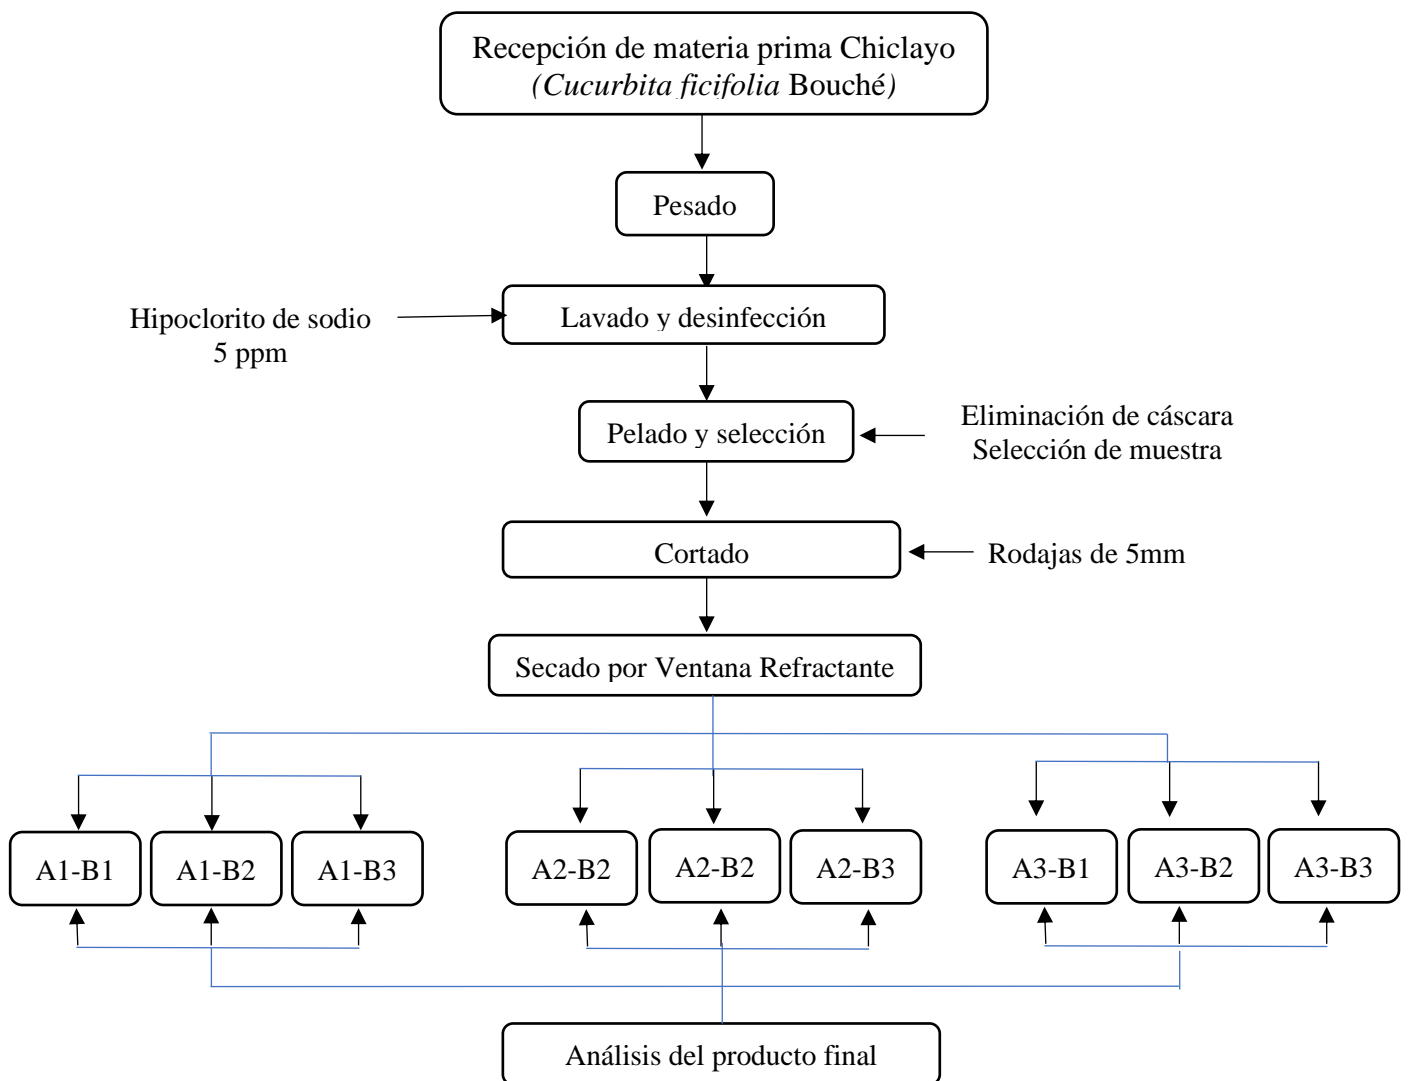 Recepción de materia prima Chiclayo
(Cucurbita ficifolia Bouché)
Pesado
Hipoclorito de sodio
5 ppm
Lavado y desinfección
Pelado y selección
Eliminación de cáscara
Selección de muestra
Cortado
Rodajas de 5mm
Secado por Ventana Refractante
A1-B1
A1-B2
A1-B3
A2-B2
A2-B2
A2-B3
A3-B1
A3-B2
A3-B3
Análisis del producto final